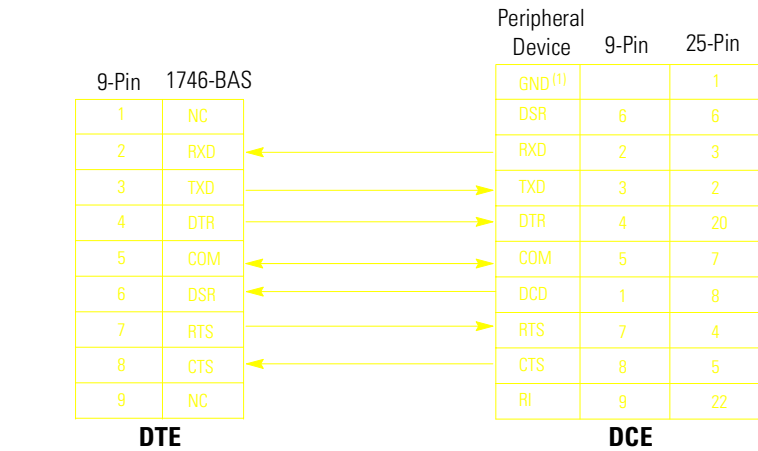 Peripheral
Device 9-Pin 25-Pin
9-Pin 1746-BAS
GND (1) 1
1 NC DSR 6 6
2 RXD RXD 2 3
3 TXD TXD 3 2
4 DTR DTR 4 20
5 COM COM 5 7
6 DSR DCD 1 8
7 RTS RTS 7 4
8 CTS CTS 8 5
9 NC RI 9 22
DTE DCE